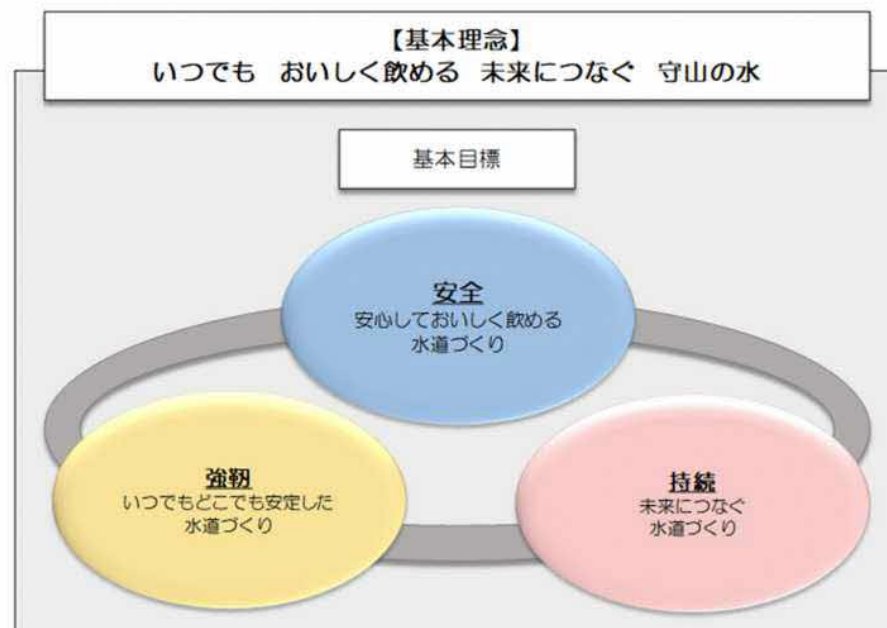 【基本理念】
いつでも おいしく飲める 未来につなぐ 守山の水
基本目標
安全
安心しておいしく飲める
水道づくり
強靭
いつでもどこでも安定した
水道づくり
持続
未来につなぐ
水道づくり